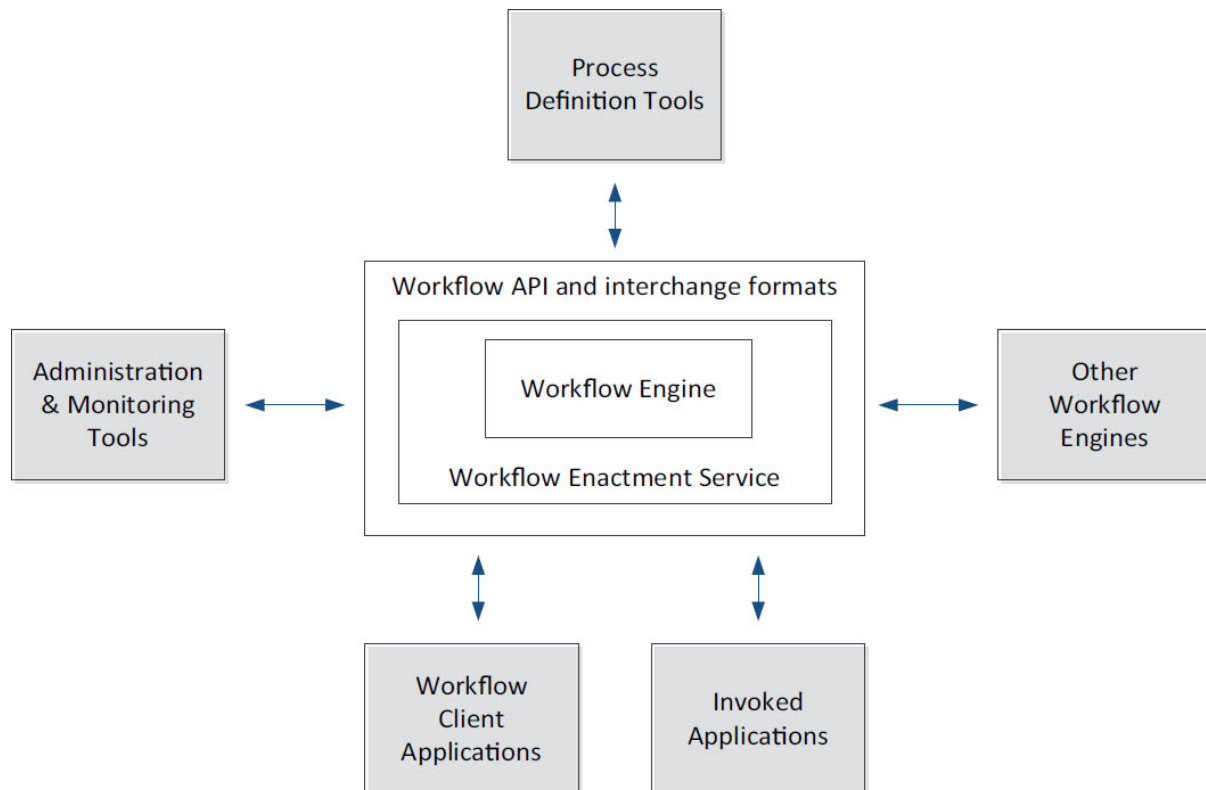 Process
Definition Tools
Workflow API and interchange formats
Workflow Engine
Workflow Enactment Service
Administration
& Monitoring
Tools
Other
Workflow
Engines
Workflow
Client
Applications
Invoked
Applications